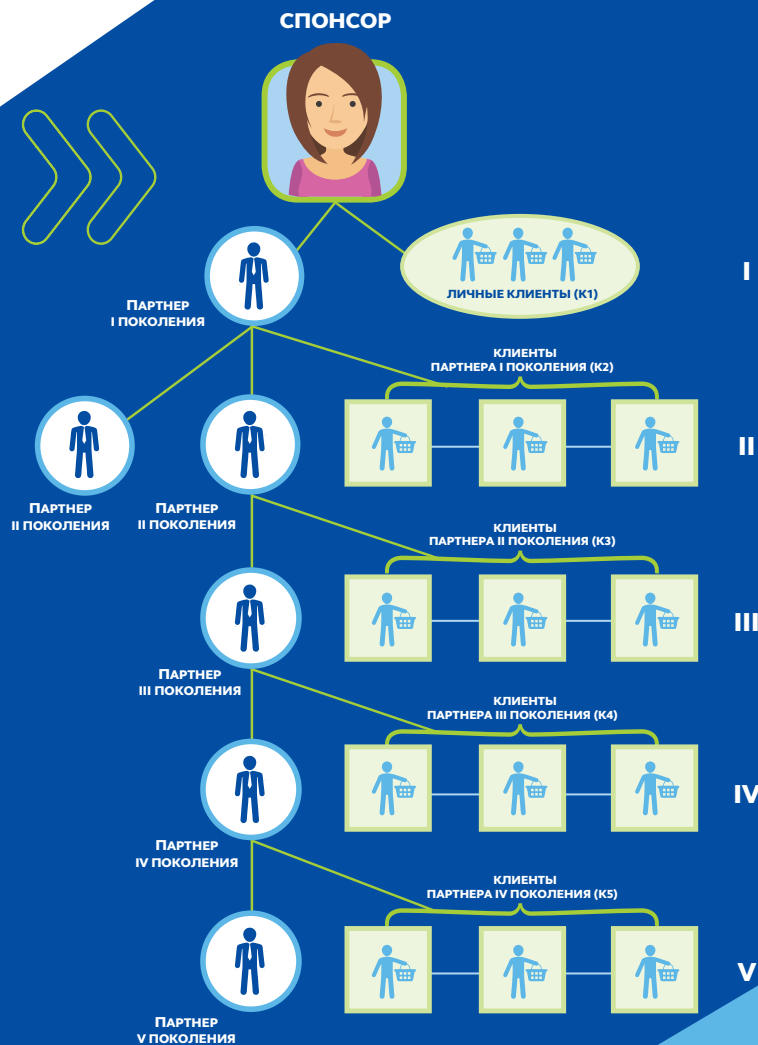 СПОНСОР
ЛИЧНЫЕ КЛИЕНТЫ (К1)
I
ПАРТНЕР
I ПОКОЛЕНИЯ
КЛИЕНТЫ
ПАРТНЕРА I ПОКОЛЕНИЯ (К2)
II
ПАРТНЕР
II ПОКОЛЕНИЯ
ПАРТНЕР
II ПОКОЛЕНИЯ
КЛИЕНТЫ
ПАРТНЕРА II ПОКОЛЕНИЯ (К3)
III
ПАРТНЕР
III ПОКОЛЕНИЯ
КЛИЕНТЫ
ПАРТНЕРА III ПОКОЛЕНИЯ (К4)
IV
ПАРТНЕР
IV ПОКОЛЕНИЯ
КЛИЕНТЫ
ПАРТНЕРА IV ПОКОЛЕНИЯ (К5)
V
ПАРТНЕР
V ПОКОЛЕНИЯ